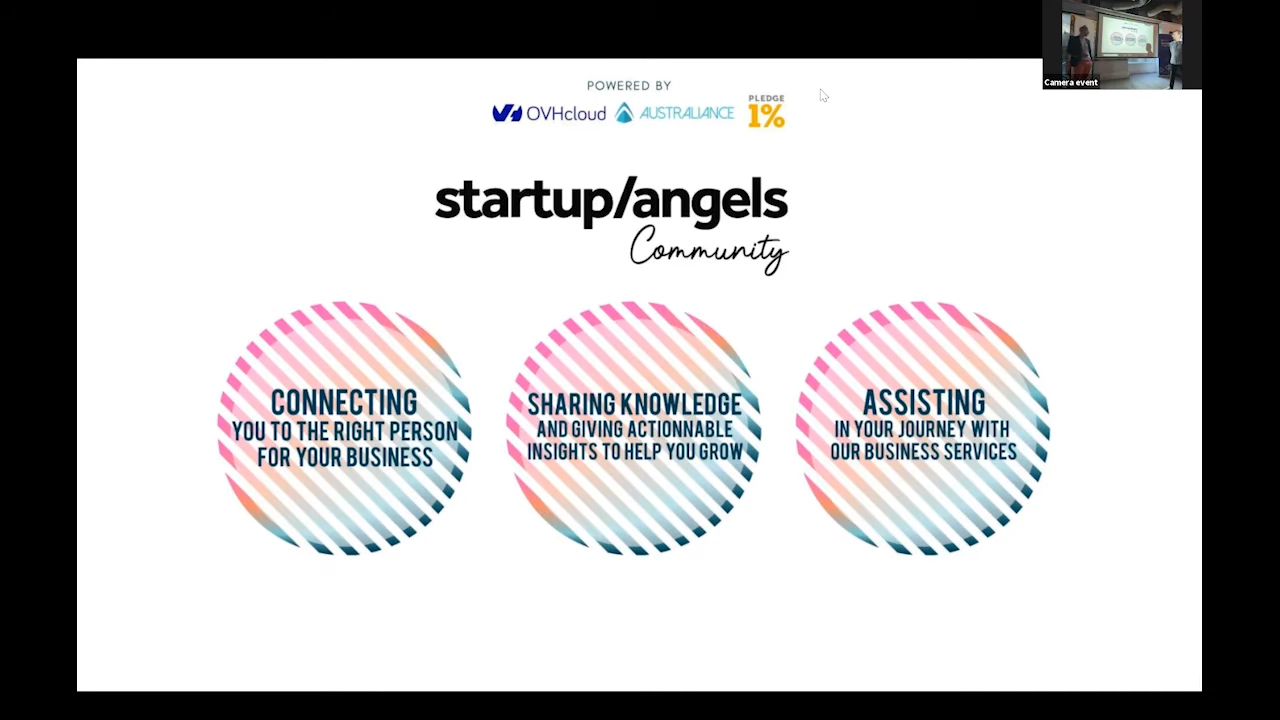 Camera event
POWERED BY
OVHcloud AUSTRALIANCE PLEDGE 1%
startup/angels
Community
CONNECTING
YOU TO THE RIGHT PERSON
FOR YOUR BUSINESS
SHARING KNOWLEDGE
AND GIVING ACTIONNABLE
INSIGHTS TO HELP YOU GROW
ASSISTING
IN YOUR JOURNEY WITH
OUR BUSINESS SERVICES